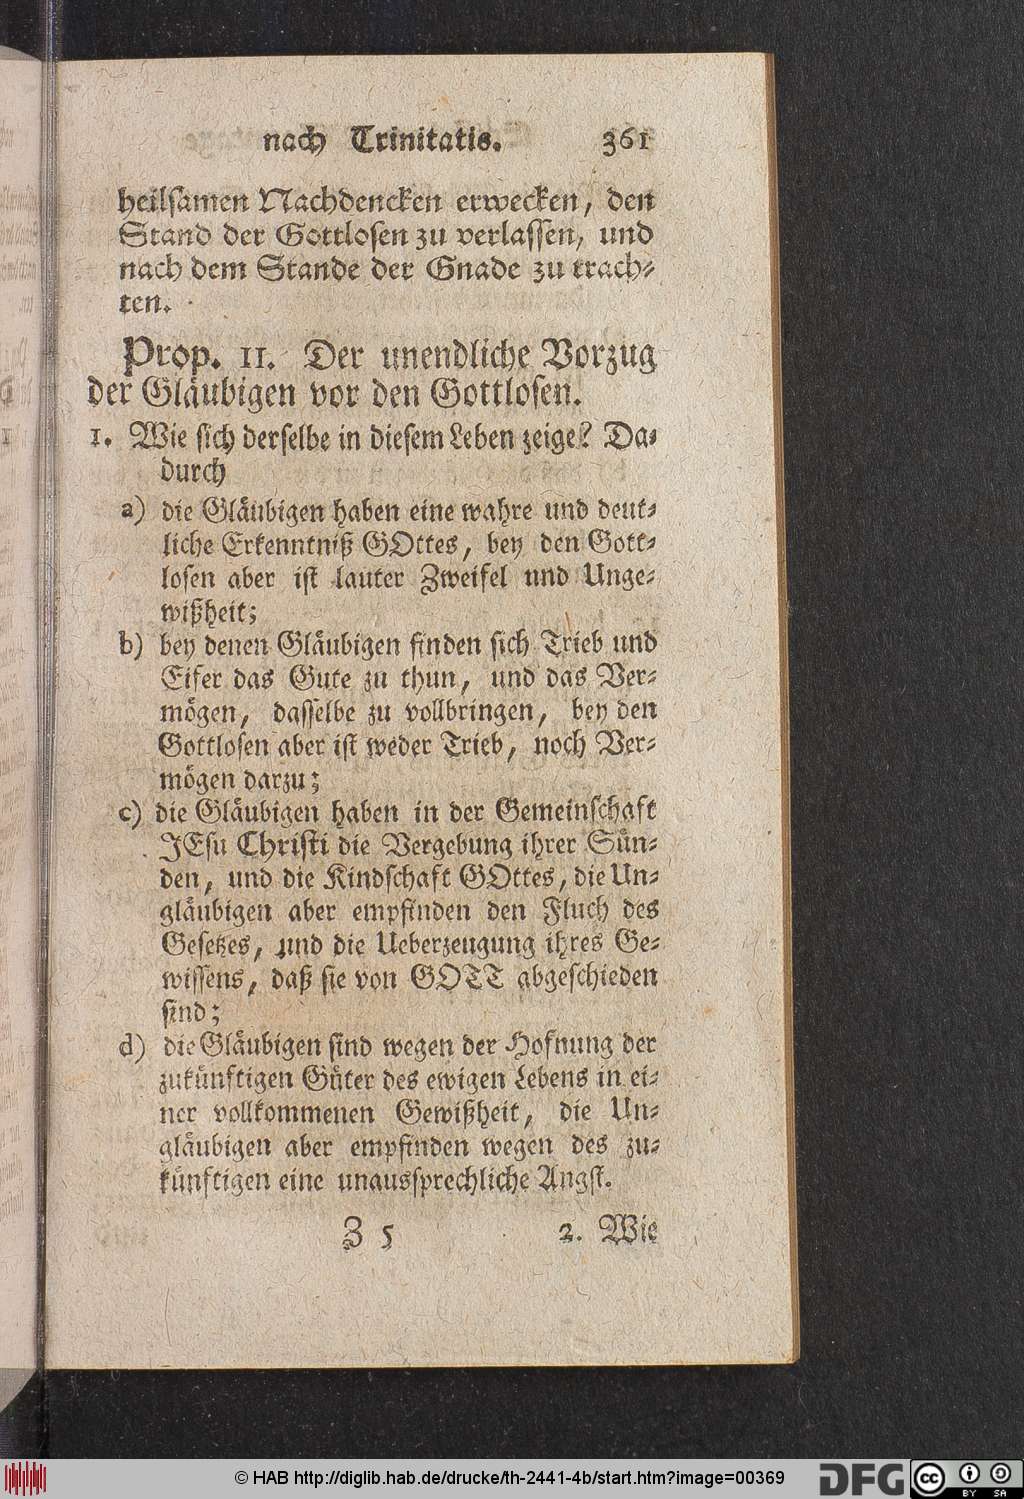 nach Trinitatis. 361
heilsamen Nachdencken erwecken, den
Stand der Gottlosen zu verlassen, und
nach dem Stande der Gnade zu trach-
ten.
Prop. II. Der unendliche Vorzug
der Gläubigen vor den Gottlosen.
1. Wie sich derselbe in diesem Leben zeige? Da-
durch
a) die Gläubigen haben eine wahre und deut-
liche Erkenntniß GOttes, bey den Gott-
losen aber ist lauter Zweifel und Unge-
wißheit;
b) bey denen Gläubigen finden sich Trieb und
Eifer das Gute zu thun, und das Ver-
mögen, dasselbe zu vollbringen, bey den
Gottlosen aber ist weder Trieb, noch Ver-
mögen darzu;
c) die Gläubigen haben in der Gemeinschaft
JEsu Christi die Vergebung ihrer Sün-
den, und die Kindschaft GOttes, die Un-
gläubigen aber empfinden den Fluch des
Gesetzes, und die Ueberzeugung ihres Ge-
wissens, daß sie von GOTT abgeschieden
sind;
d) die Gläubigen sind wegen der Hofnung der
zukünftigen Güter des ewigen Lebens in ei-
ner vollkommenen Gewißheit, die Un-
gläubigen aber empfinden wegen des zu-
künftigen eine unaussprechliche Angst.
Z 5 2. Wie
© HAB http://diglib.hab.de/drucke/th-2441-4b/start.htm?image=00369
DFG cc BY SA